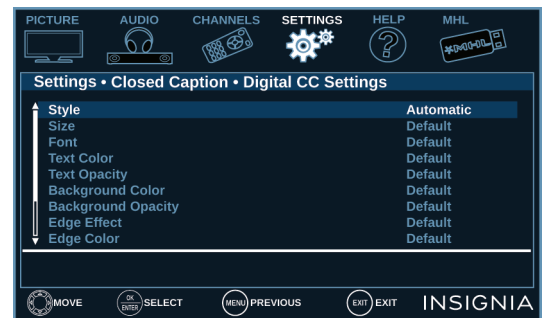 PICTURE AUDIO CHANNELS SETTINGS HELP MHL
?
MHL
Settings • Closed Caption • Digital CC Settings
Style Automatic
Size Default
Font Default
Text Color Default
Text Opacity Default
Background Color Default
Background Opacity Default
Edge Effect Default
Edge Color Default
MOVE OK ENTER SELECT MENU PREVIOUS EXIT EXIT INSIGNIA